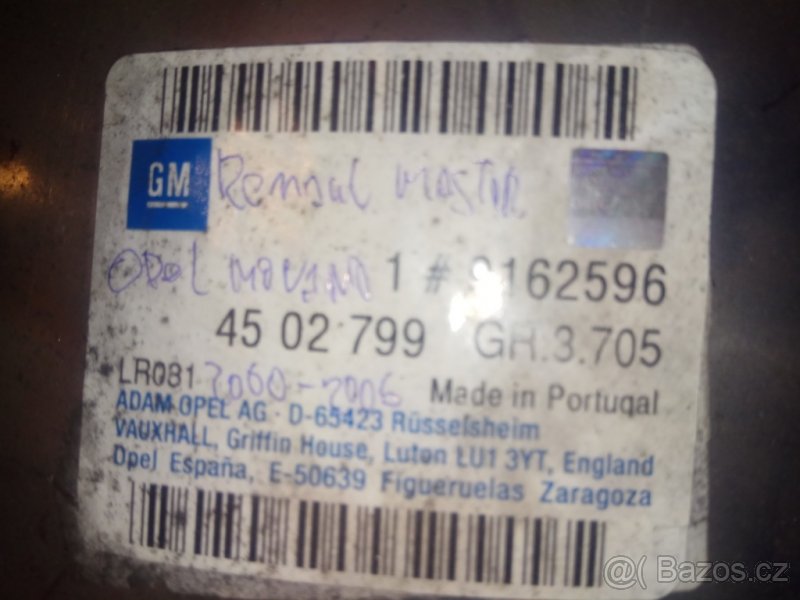 GM
Renault Master
Opel Movano 1 # 9162596
45 02 799 GR.3.705
LR081 2000-2006 Made in Portugal
ADAM OPEL AG · D-65423 Rüsselsheim
VAUXHALL, Griffin House, Luton LU1 3YT, England
Opel España, E-50639 Figueruelas Zaragoza
@( Bazos.cz